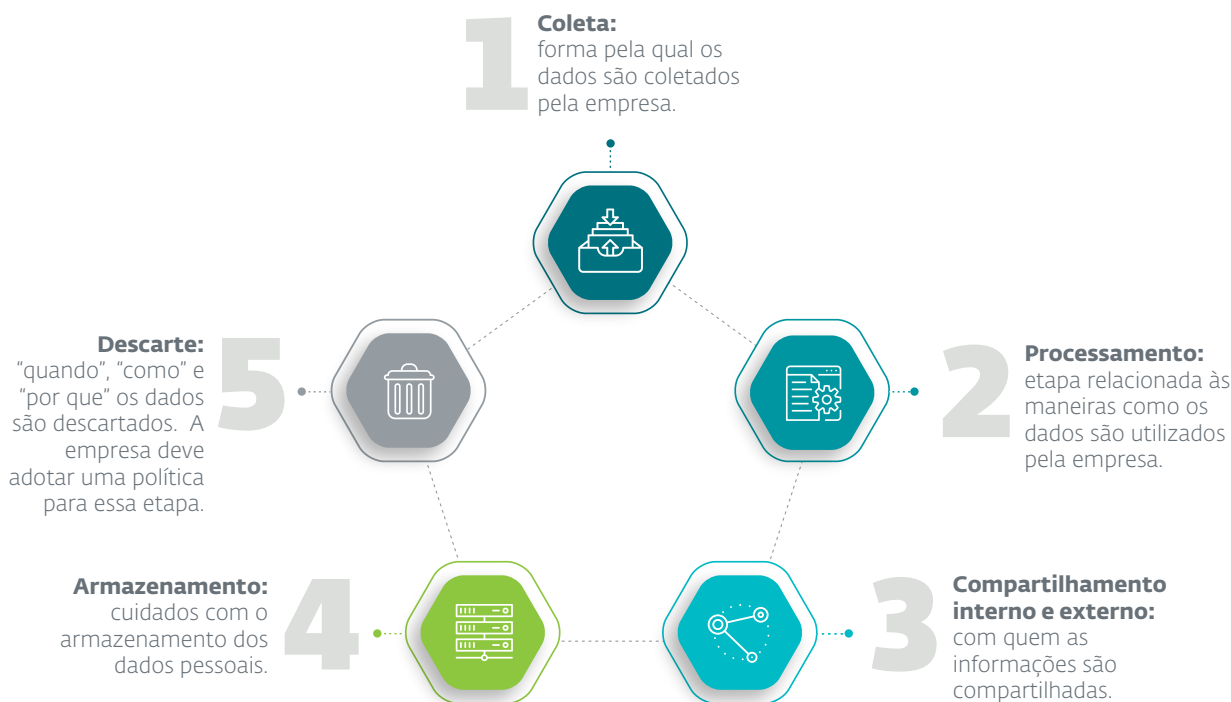 1
Coleta:
forma pela qual os
dados são coletados
pela empresa.
2
Processamento:
etapa relacionada às
maneiras como os
dados são utilizados
pela empresa.
3
Compartilhamento
interno e externo:
com quem as
informações são
compartilhadas.
4
Armazenamento:
cuidados com o
armazenamento dos
dados pessoais.
5
Descarte:
“quando”, “como” e
“por que” os dados
são descartados. A
empresa deve
adotar uma política
para essa etapa.